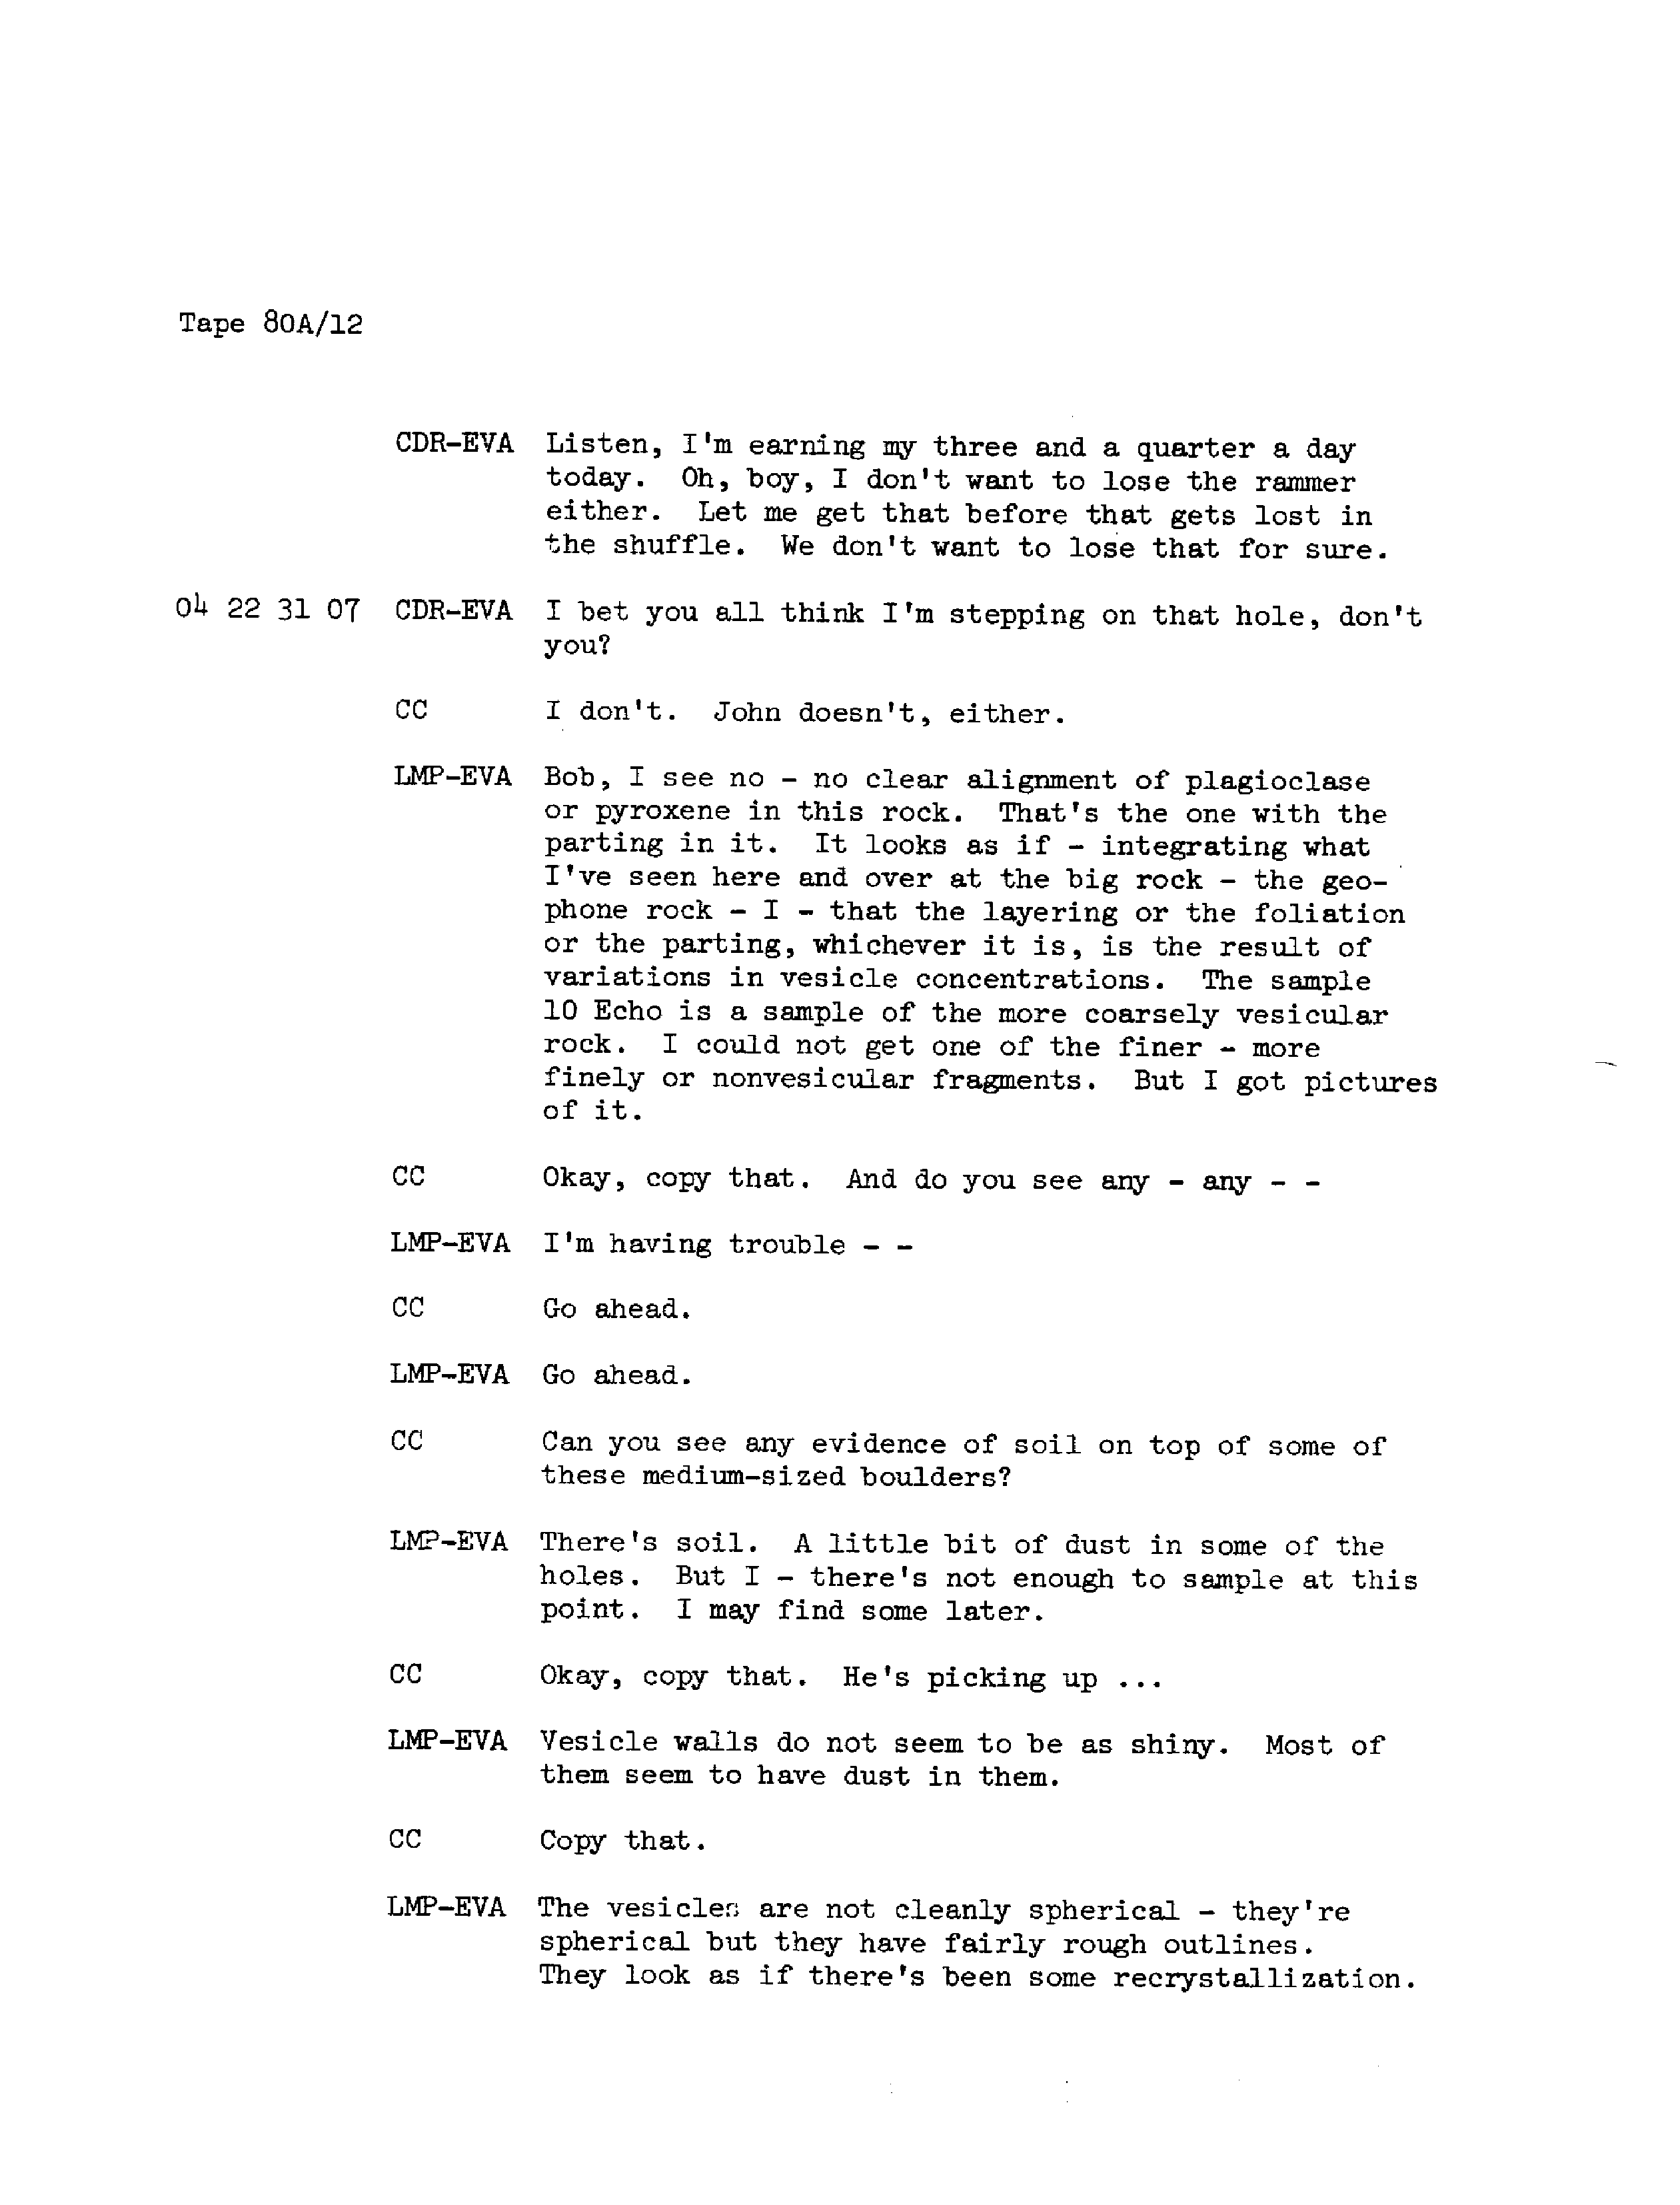 Tape 80A/12
CDR-EVA Listen, I'm earning my three and a quarter a day
today. Oh, boy, I don't want to lose the rammer
either. Let me get that before that gets lost in
the shuffle. We don't want to lose that for sure.
04 22 31 07 CDR-EVA I bet you all think I'm stepping on that hole, don't
you?
CC I don't. John doesn't, either.
LMP-EVA Bob, I see no - no clear alignment of plagioclase
or pyroxene in this rock. That's the one with the
parting in it. It looks as if - integrating what
I've seen here and over at the big rock - the geo-
phone rock - I - that the layering or the foliation
or the parting, whichever it is, is the result of
variations in vesicle concentrations. The sample
10 Echo is a sample of the more coarsely vesicular
rock. I could not get one of the finer - more
finely or nonvesicular fragments. But I got pictures
of it.
CC Okay, copy that. And do you see any - any - -
LMP-EVA I'm having trouble - -
CC Go ahead.
LMP-EVA Go ahead.
CC Can you see any evidence of soil on top of some of
these medium-sized boulders?
LMP-EVA There's soil. A little bit of dust in some of the
holes. But I - there's not enough to sample at this
point. I may find some later.
CC Okay, copy that. He's picking up ...
LMP-EVA Vesicle walls do not seem to be as shiny. Most of
them seem to have dust in them.
CC Copy that.
LMP-EVA The vesicles are not cleanly spherical - they're
spherical but they have fairly rough outlines.
They look as if there's been some recrystallization.